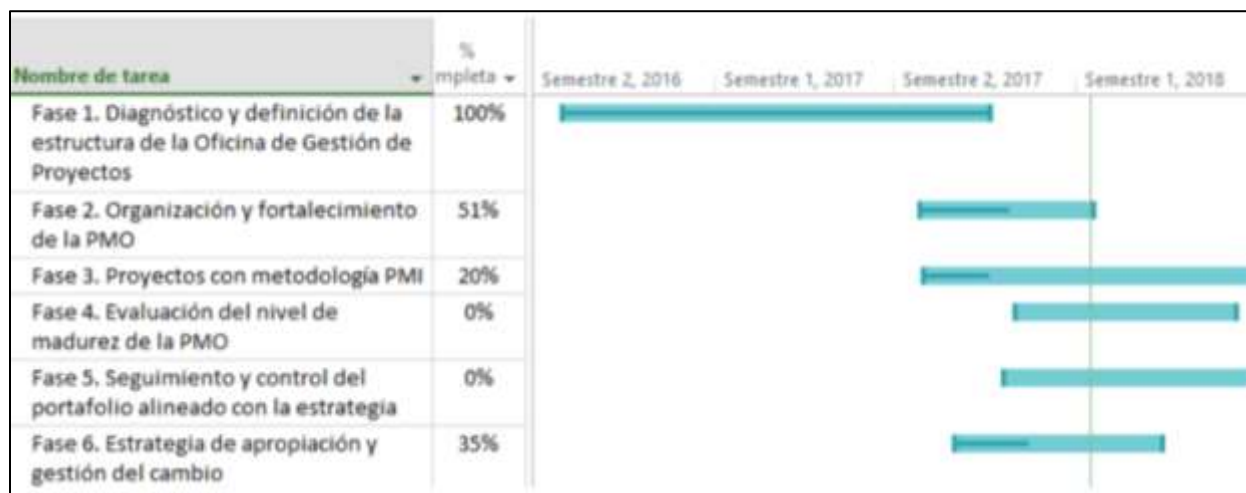 %
Nombre de tarea mpleta
Semestre 2, 2016 Semestre 1, 2017 Semestre 2, 2017 Semestre 1, 2018
Fase 1. Diagnóstico y definición de la 100%
estructura de la Oficina de Gestión de
Proyectos
Fase 2. Organización y fortalecimiento 51%
de la PMO
Fase 3. Proyectos con metodología PMI 20%
Fase 4. Evaluación del nivel de 0%
madurez de la PMO
Fase 5. Seguimiento y control del 0%
portafolio alineado con la estrategia
Fase 6. Estrategia de apropiación y 35%
gestión del cambio